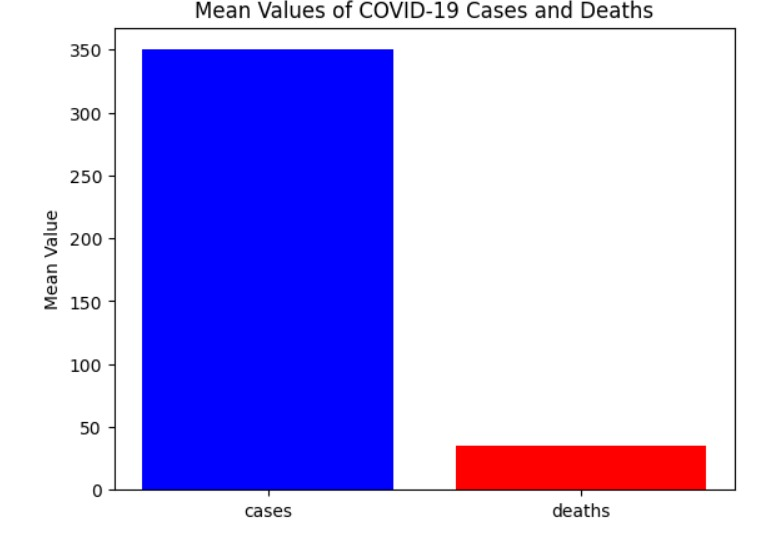 Mean Values of COVID-19 Cases and Deaths
350
300
250
200
150
100
50
0
Mean Value
cases
deaths